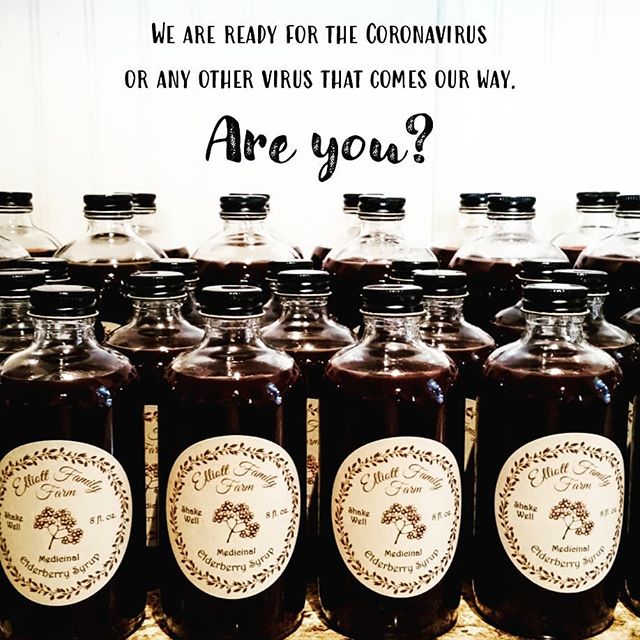 We are ready for the Coronavirus
or any other virus that comes our way.
Are you?
Elliott Family
Farm
Shake
Well
8 fl. oz.
Medicinal
Elderberry Syrup
Elliott Family
Farm
Shake
Well
8 fl. oz.
Medicinal
Elderberry Syrup
Elliott Family
Farm
Shake
Well
8 fl. oz.
Medicinal
Elderberry Syrup
Elliott Family
Farm
Shake
Well
8 fl. oz.
Medicinal
Elderberry Syrup